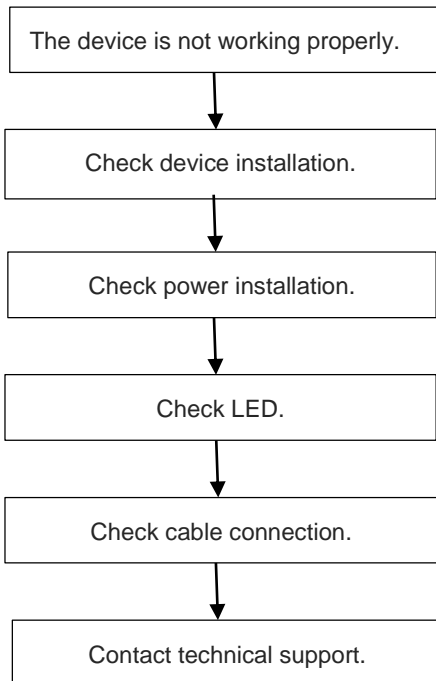 The device is not working properly.
Check device installation.
Check power installation.
Check LED.
Check cable connection.
Contact technical support.